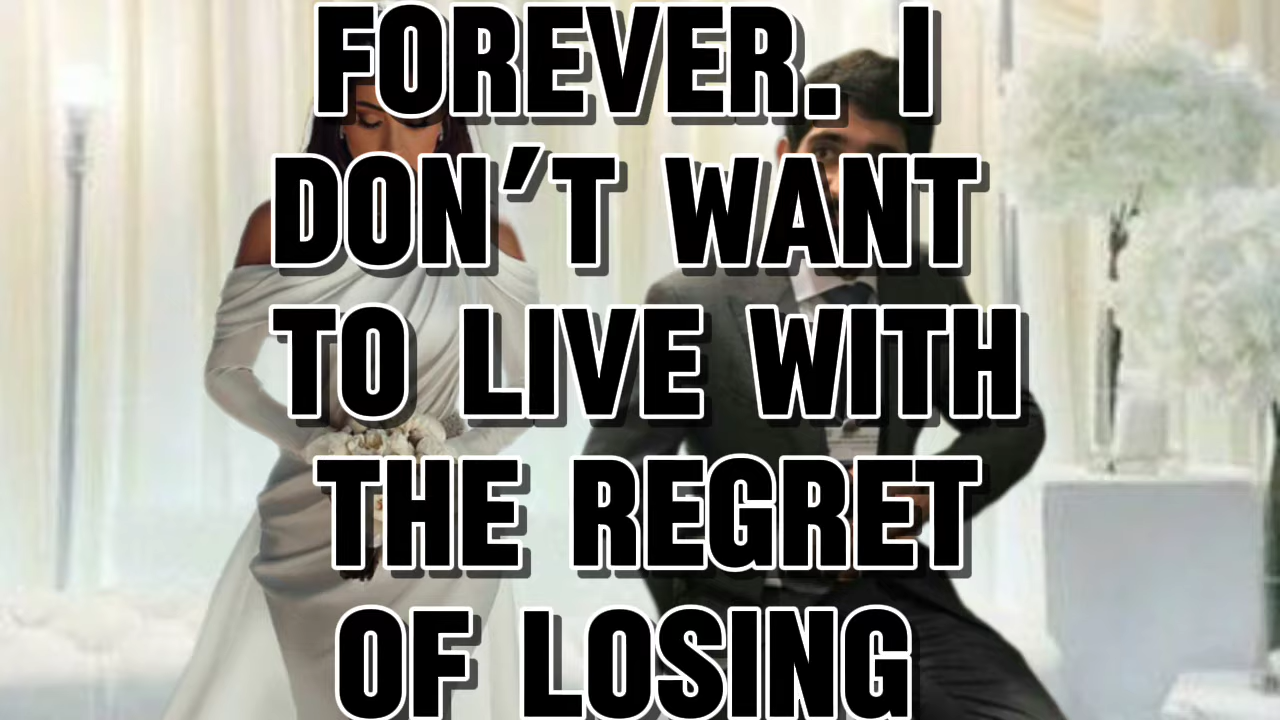 FOREVER. I
DON'T WANT
TO LIVE WITH
THE REGRET
OF LOSING